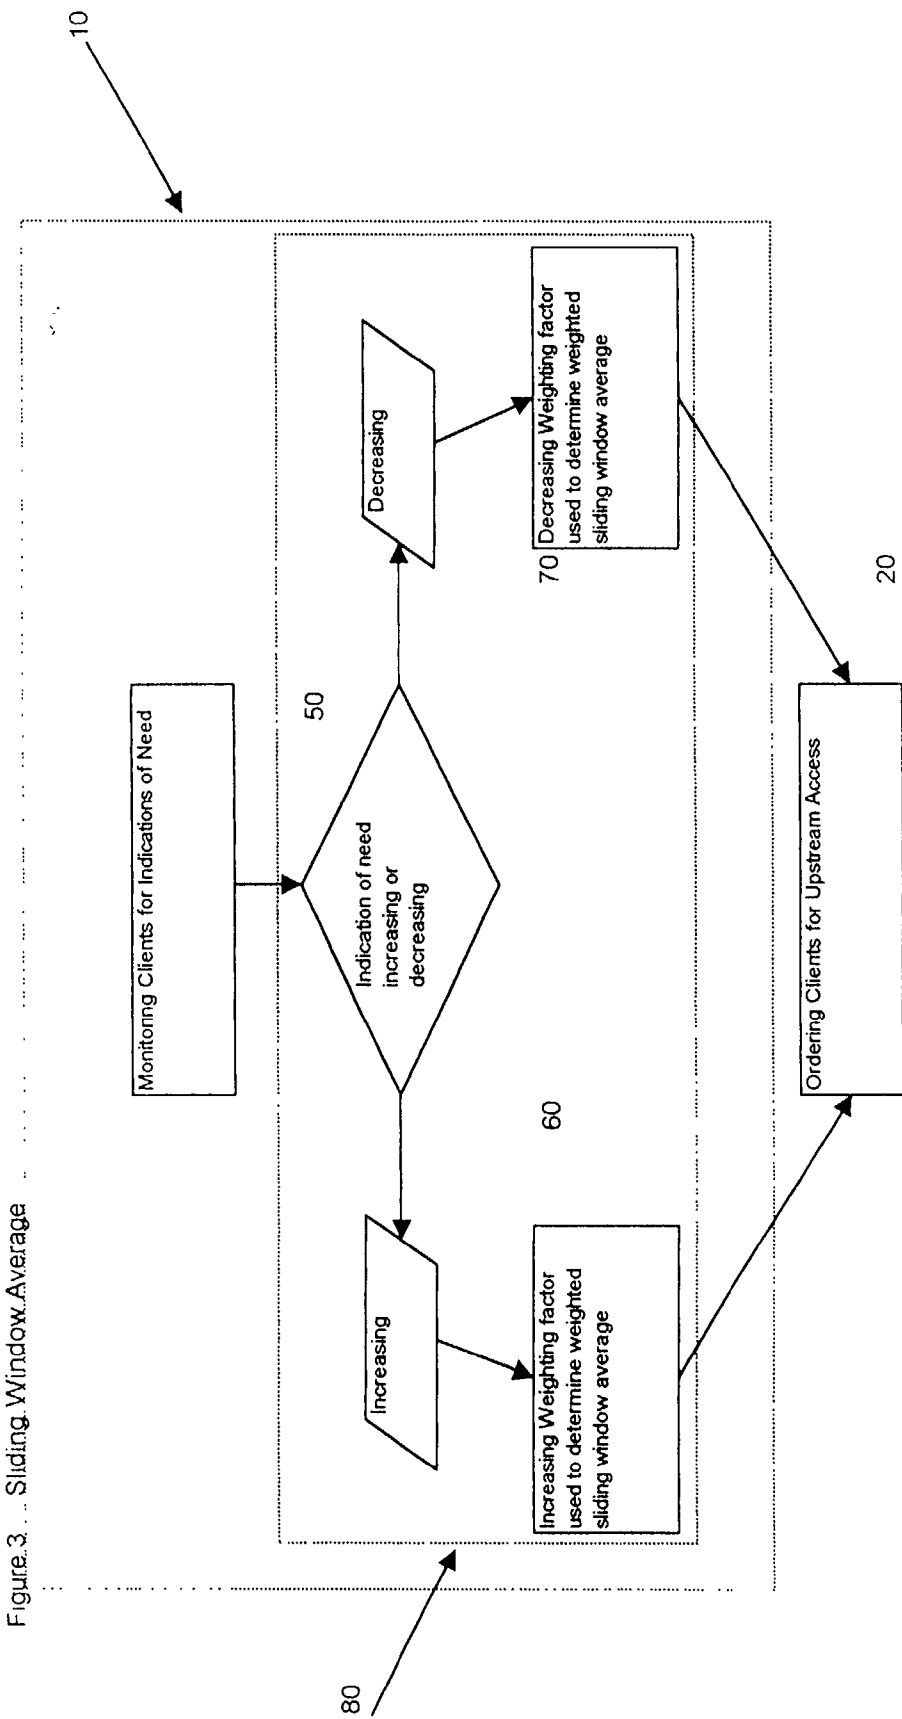 Figure 3. Sliding Window Average
10
Monitoring Clients for Indications of Need
50
Indication of need
increasing or
decreasing
Increasing
Decreasing
60
70
Increasing Weighting factor
used to determine weighted
sliding window average
Decreasing Weighting factor
used to determine weighted
sliding window average
80
Ordering Clients for Upstream Access
20